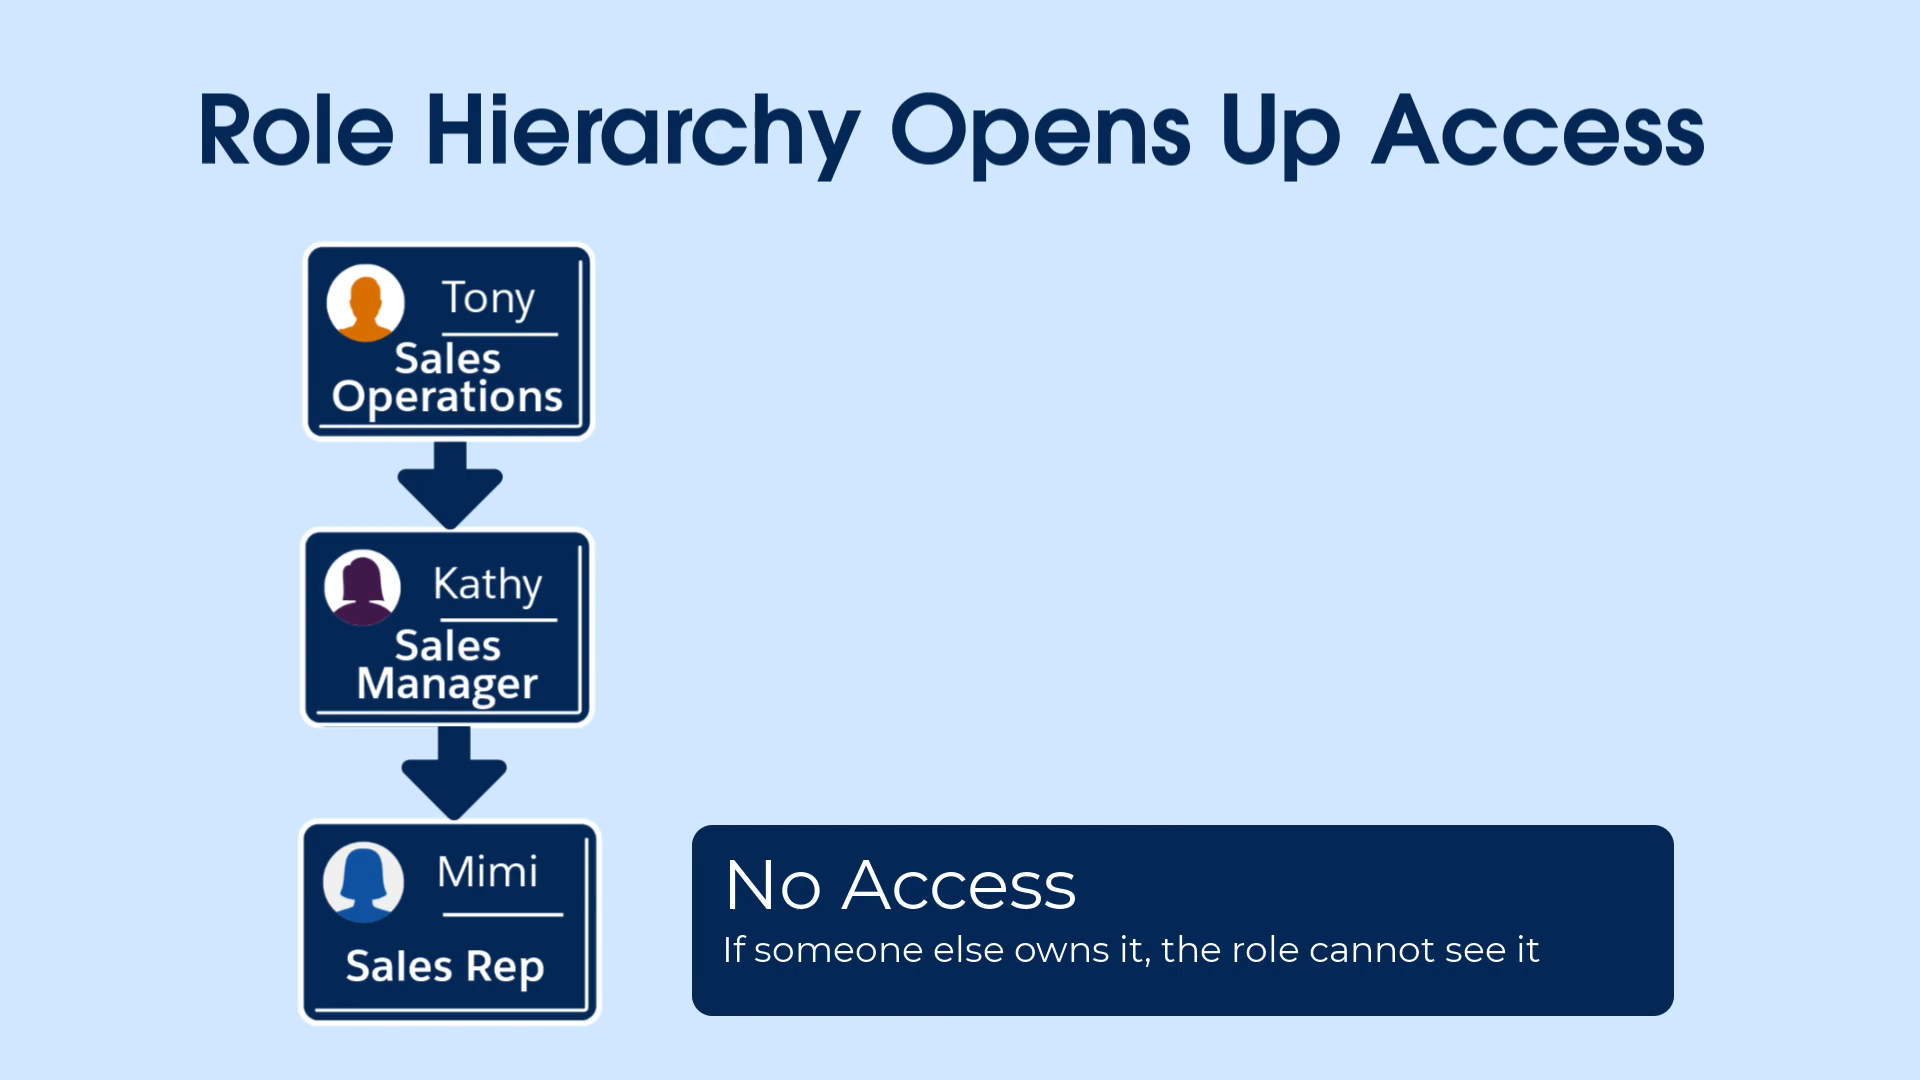 Role Hierarchy Opens Up Access
Tony
Sales
Operations
Kathy
Sales
Manager
Mimi
Sales Rep
No Access
If someone else owns it, the role cannot see it